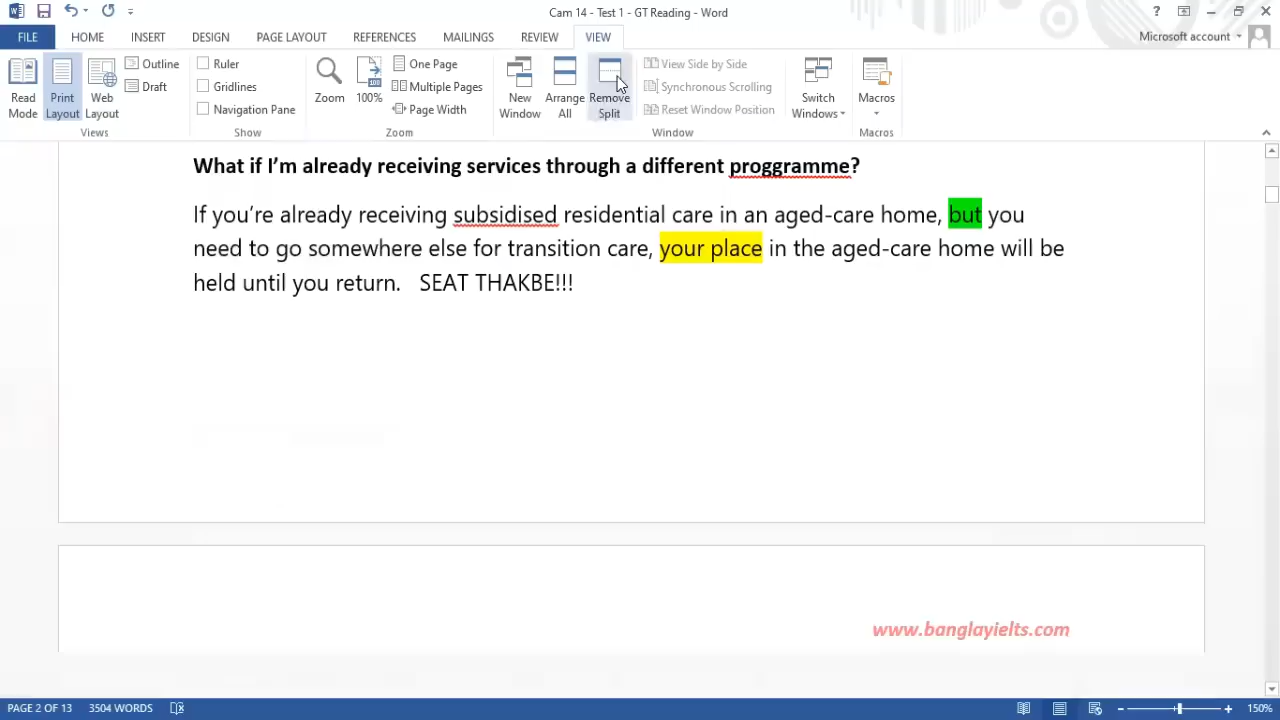 Cam 14 - Test 1 - GT Reading - Word
?
FILE HOME INSERT DESIGN PAGE LAYOUT REFERENCES MAILINGS REVIEW VIEW Microsoft account
Read Mode
Print Layout
Web Layout
Outline
Draft
Views
Ruler
Gridlines
Navigation Pane
Show
Zoom
100%
One Page
Multiple Pages
Page Width
Zoom
New Window
Arrange All
Remove Split
View Side by Side
Synchronous Scrolling
Reset Window Position
Window
Switch Windows
Macros
Macros
What if I'm already receiving services through a different proggramme?
If you're already receiving subsidised residential care in an aged-care home, but you
need to go somewhere else for transition care, your place in the aged-care home will be
held until you return. SEAT THAKBE!!!
www.banglayielts.com
PAGE 2 OF 13 3504 WORDS 150%